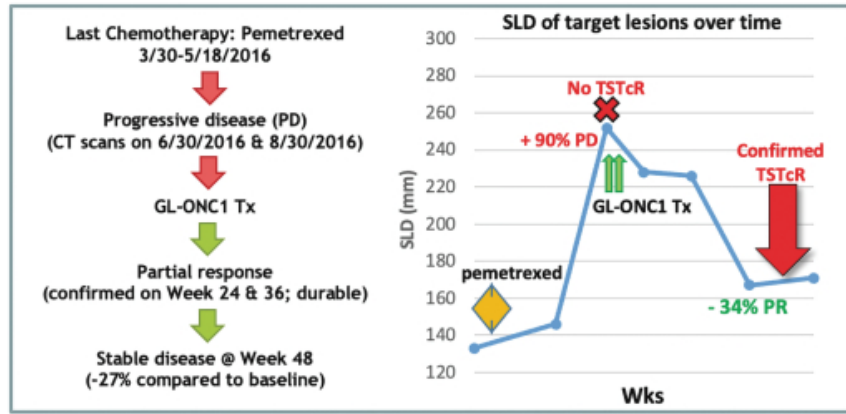 Last Chemotherapy: Pemetrexed
3/30-5/18/2016
Progressive disease (PD)
(CT scans on 6/30/2016 & 8/30/2016)
GL-ONC1 Tx
Partial response
(confirmed on Week 24 & 36; durable)
Stable disease @ Week 48
(-27% compared to baseline)
SLD of target lesions over time
300
280
260
240
220
200
180
160
140
120
SLD (mm)
No TSTcR
+ 90% PD
GL-ONC1 Tx
Confirmed
TSTcR
pemetrexed
- 34% PR
Wks